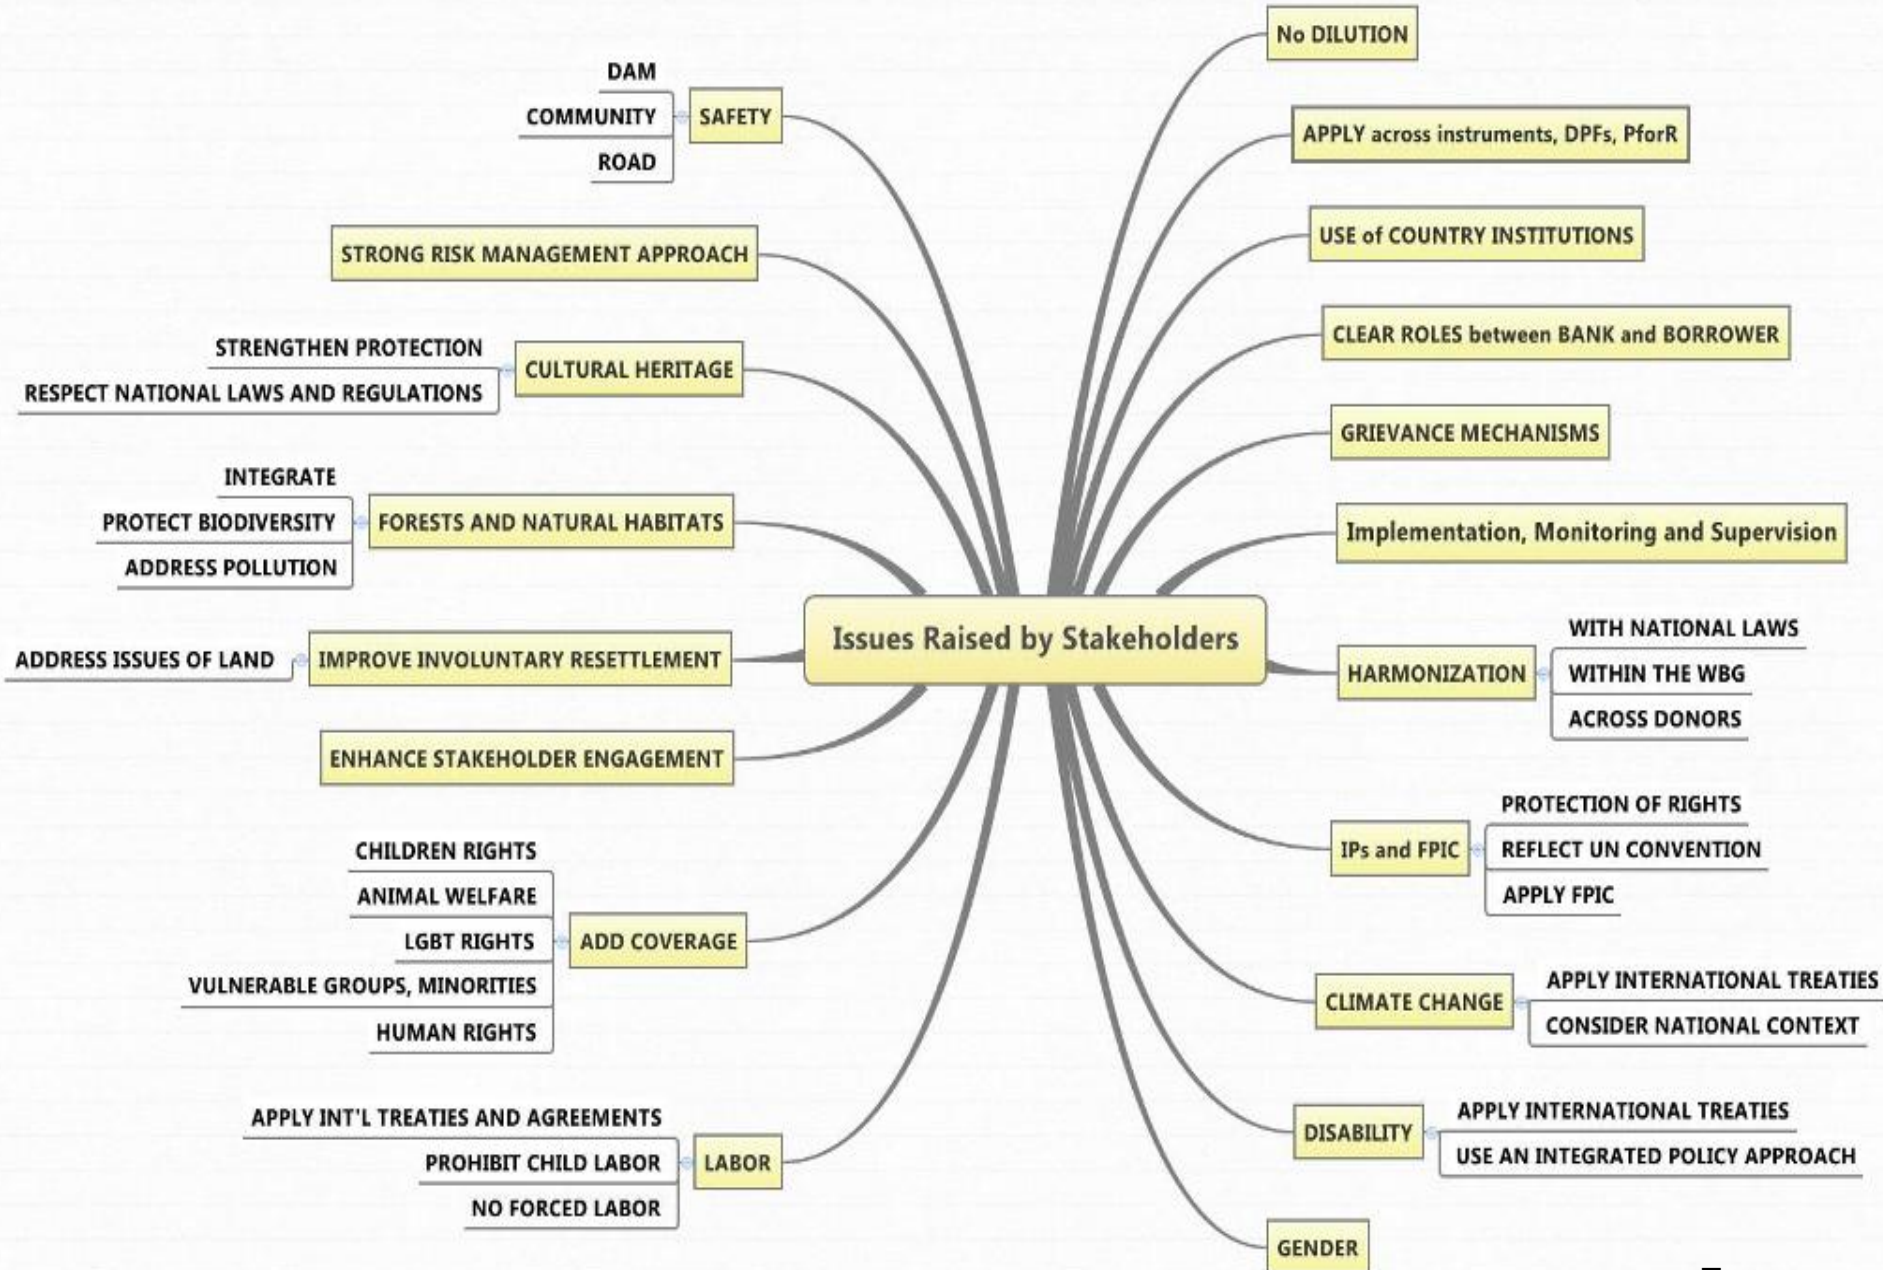 No DILUTION
DAM
COMMUNITY
ROAD
SAFETY
APPLY across instruments, DPFs, PforR
USE of COUNTRY INSTITUTIONS
STRONG RISK MANAGEMENT APPROACH
CLEAR ROLES between BANK and BORROWER
STRENGTHEN PROTECTION
RESPECT NATIONAL LAWS AND REGULATIONS
CULTURAL HERITAGE
GRIEVANCE MECHANISMS
INTEGRATE
PROTECT BIODIVERSITY
ADDRESS POLLUTION
FORESTS AND NATURAL HABITATS
Implementation, Monitoring and Supervision
Issues Raised by Stakeholders
ADDRESS ISSUES OF LAND
IMPROVE INVOLUNTARY RESETTLEMENT
HARMONIZATION
WITH NATIONAL LAWS
WITHIN THE WBG
ACROSS DONORS
ENHANCE STAKEHOLDER ENGAGEMENT
IPs and FPIC
PROTECTION OF RIGHTS
REFLECT UN CONVENTION
APPLY FPIC
CHILDREN RIGHTS
ANIMAL WELFARE
LGBT RIGHTS
VULNERABLE GROUPS, MINORITIES
HUMAN RIGHTS
ADD COVERAGE
CLIMATE CHANGE
APPLY INTERNATIONAL TREATIES
CONSIDER NATIONAL CONTEXT
APPLY INT'L TREATIES AND AGREEMENTS
PROHIBIT CHILD LABOR
NO FORCED LABOR
LABOR
DISABILITY
APPLY INTERNATIONAL TREATIES
USE AN INTEGRATED POLICY APPROACH
GENDER